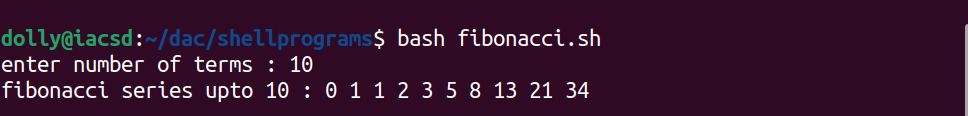 dolly@iacsd:~/dac/shellprograms$ bash fibonacci.sh
enter number of terms : 10
fibonacci series upto 10 : 0 1 1 2 3 5 8 13 21 34